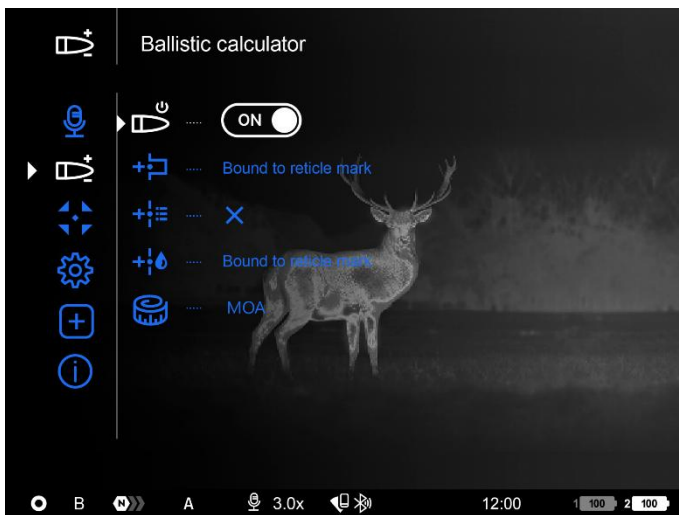 Ballistic calculator
ON
Bound to reticle mark
Bound to reticle mark
MOA
B N A 3.0x 12:00 1 100 2 100